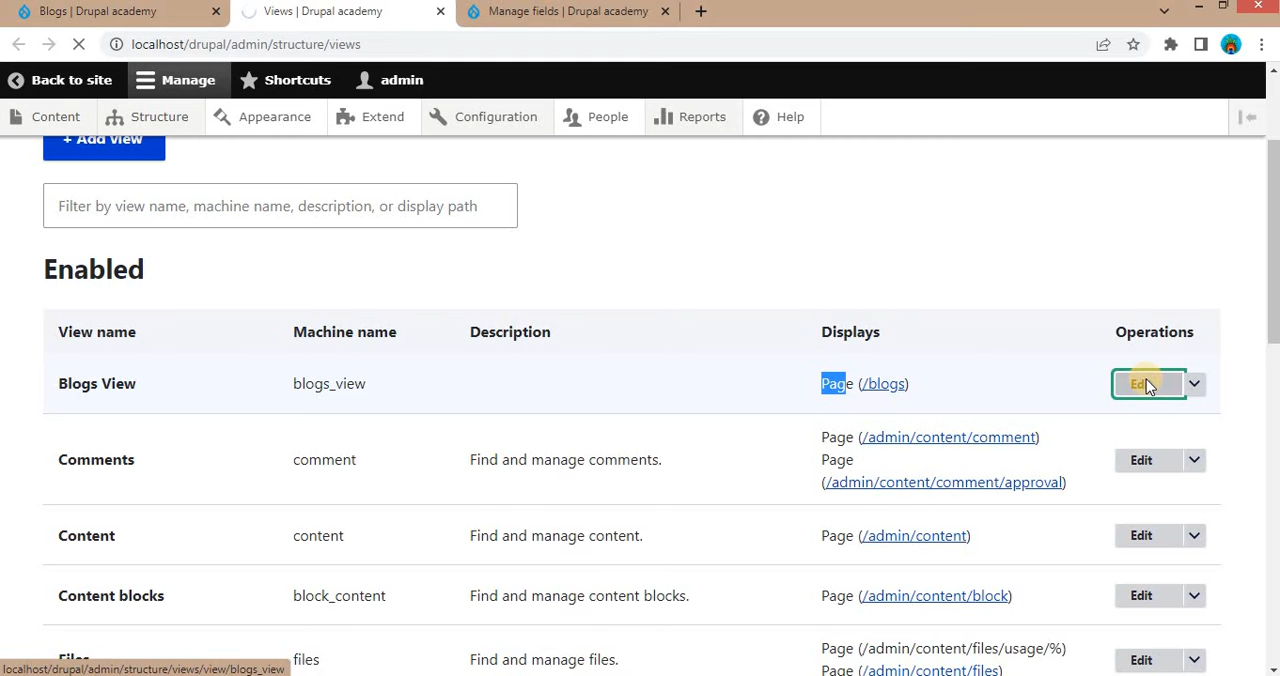 Blogs | Drupal academy
Views | Drupal academy
Manage fields | Drupal academy
localhost/drupal/admin/structure/views
Back to site
Manage
Shortcuts
admin
Content
Structure
Appearance
Extend
Configuration
People
Reports
Help
+ Add view
Filter by view name, machine name, description, or display path
Enabled
View name Machine name Description Displays Operations
Blogs View blogs_view Page (/blogs) Edit
Comments comment Find and manage comments. Page (/admin/content/comment) Edit
Page
(/admin/content/comment/approval)
Content content Find and manage content. Page (/admin/content) Edit
Content blocks block_content Find and manage content blocks. Page (/admin/content/block) Edit
Files files Find and manage files. Page (/admin/content/files/usage/%) Edit
Page (/admin/content/files)
localhost/drupal/admin/structure/views/view/blogs_view